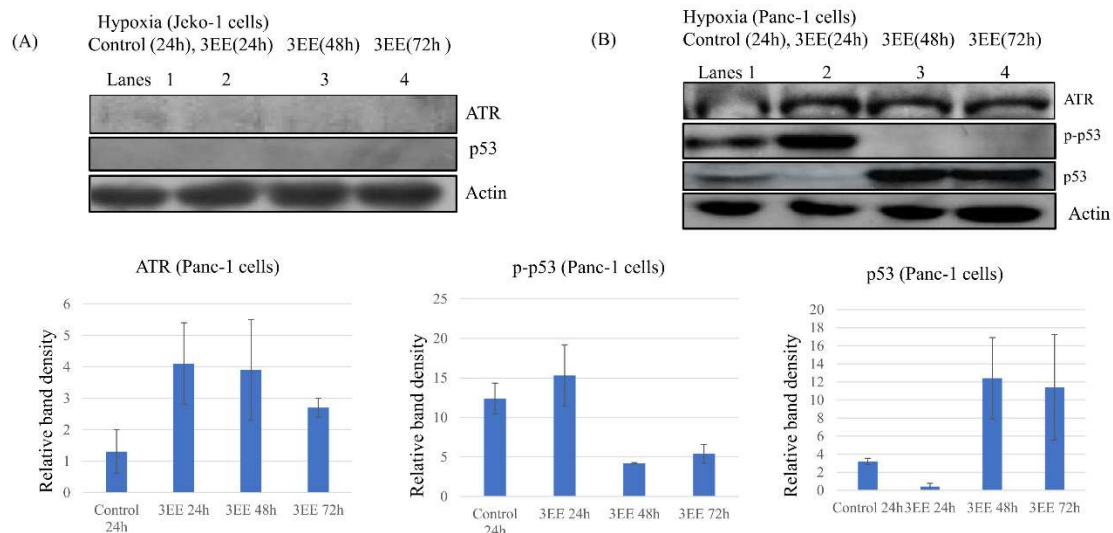 (A)
Hypoxia (Jeko-1 cells)
Control (24h), 3EE(24h) 3EE(48h) 3EE(72h )
Lanes 1 2 3 4
ATR
p53
Actin
(B)
Hypoxia (Panc-1 cells)
Control (24h), 3EE(24h) 3EE(48h) 3EE(72h)
Lanes 1 2 3 4
ATR
p-p53
p53
Actin
ATR (Panc-1 cells)
Relative band density
6
5
4
3
2
1
0
Control
24h
3EE 24h
3EE 48h
3EE 72h
p-p53 (Panc-1 cells)
Relative band density
25
20
15
10
5
0
Control
24h
3EE 24h
3EE 48h
3EE 72h
p53 (Panc-1 cells)
Relative band density
20
18
16
14
12
10
8
6
4
2
0
Control 24h
3EE 24h
3EE 48h
3EE 72h